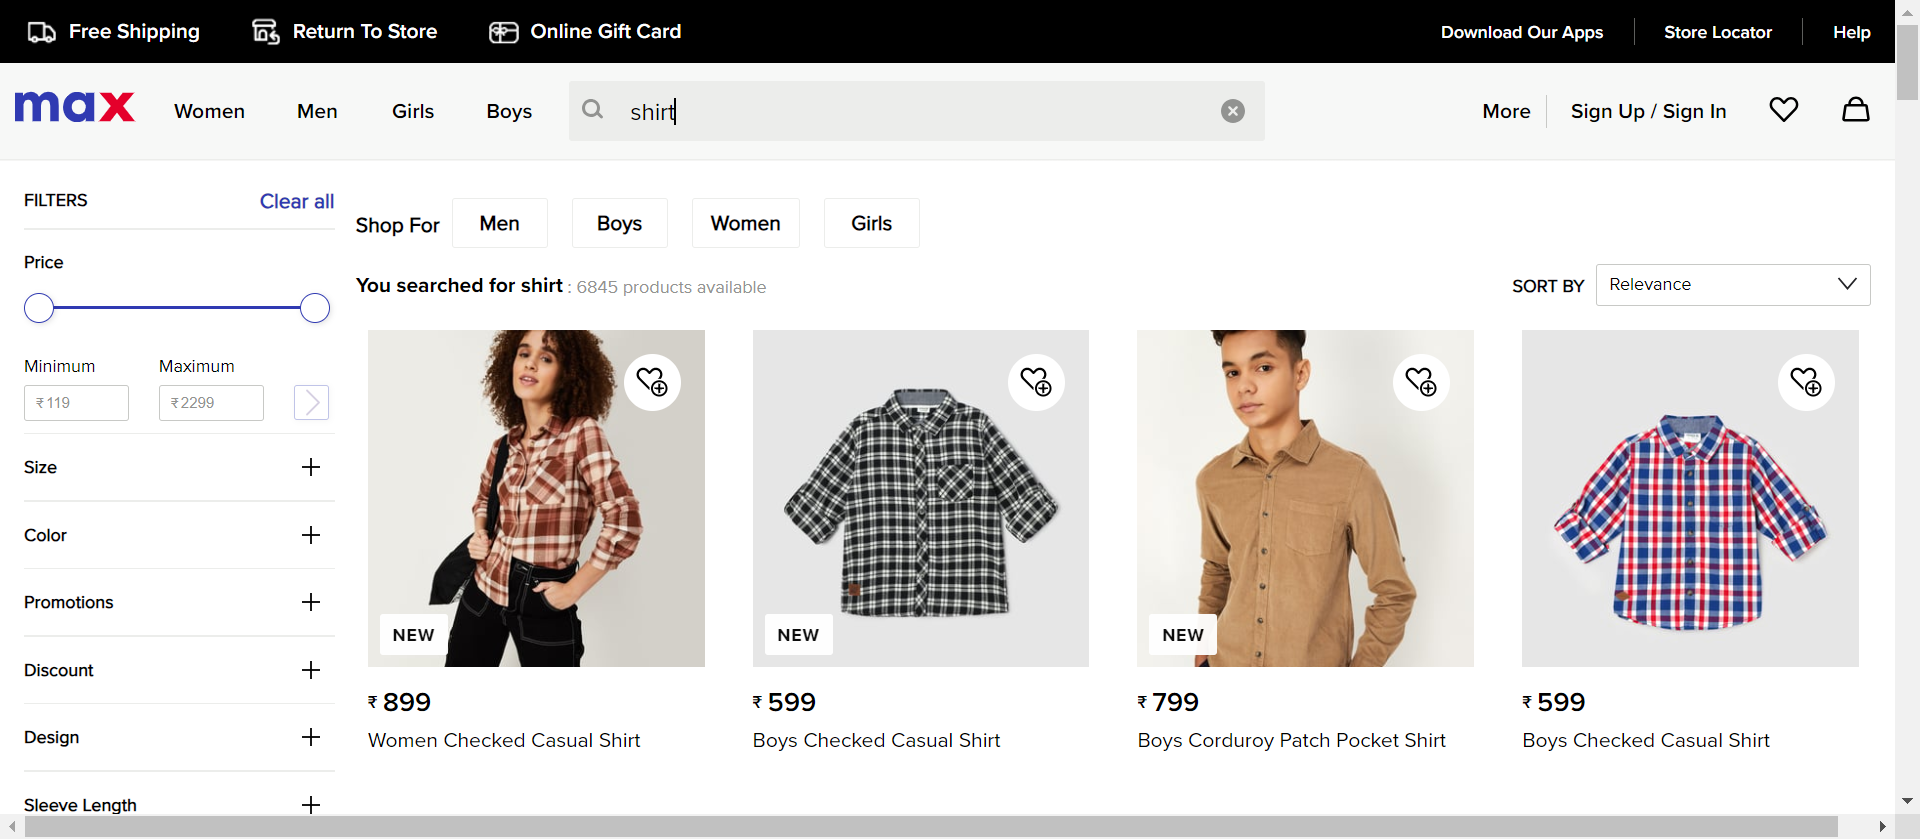 Free Shipping Return To Store Online Gift Card Download Our Apps Store Locator Help
max Women Men Girls Boys shirt More Sign Up / Sign In
FILTERS Clear all
Shop For Men Boys Women Girls
Price
You searched for shirt : 6845 products available SORT BY Relevance
Minimum Maximum
₹ 119 ₹ 2299
Size
Color
Promotions
NEW NEW NEW
Discount
₹ 899 ₹ 599 ₹ 799 ₹ 599
Design
Women Checked Casual Shirt Boys Checked Casual Shirt Boys Corduroy Patch Pocket Shirt Boys Checked Casual Shirt
Sleeve Length